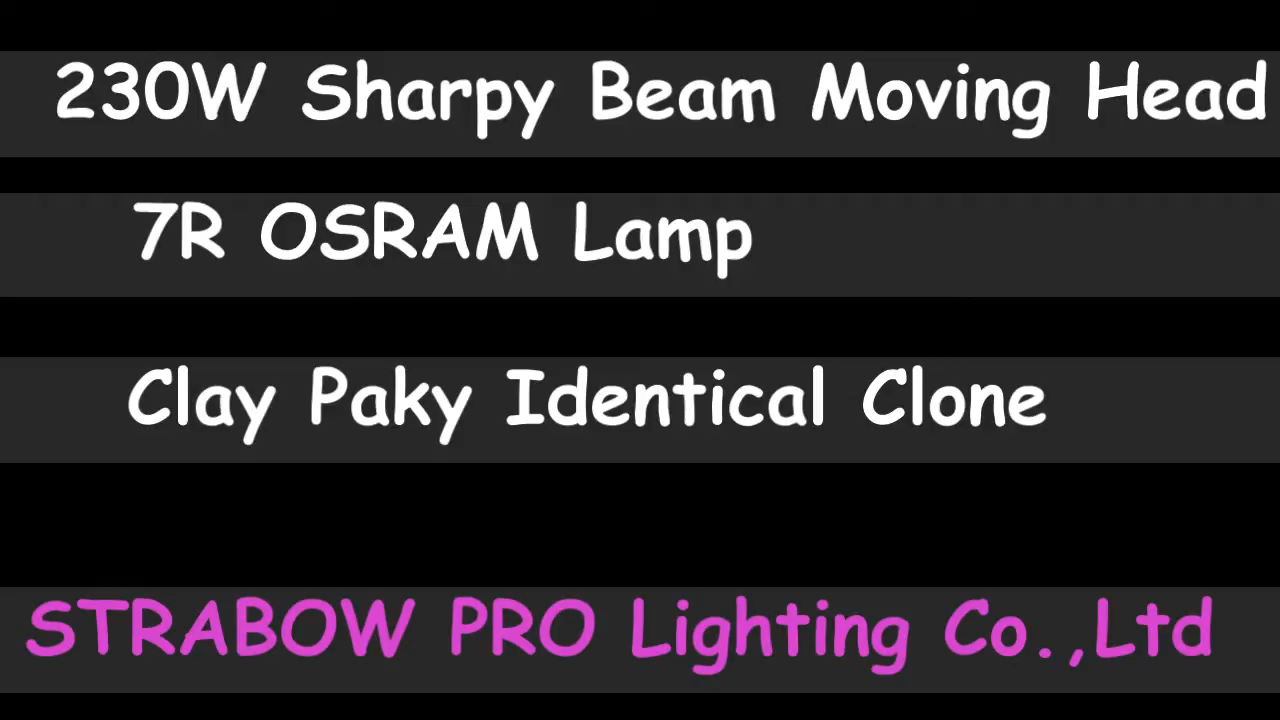 230W Sharpy Beam Moving Head
7R OSRAM Lamp
Clay Paky Identical Clone
STRABOW PRO Lighting Co.,Ltd